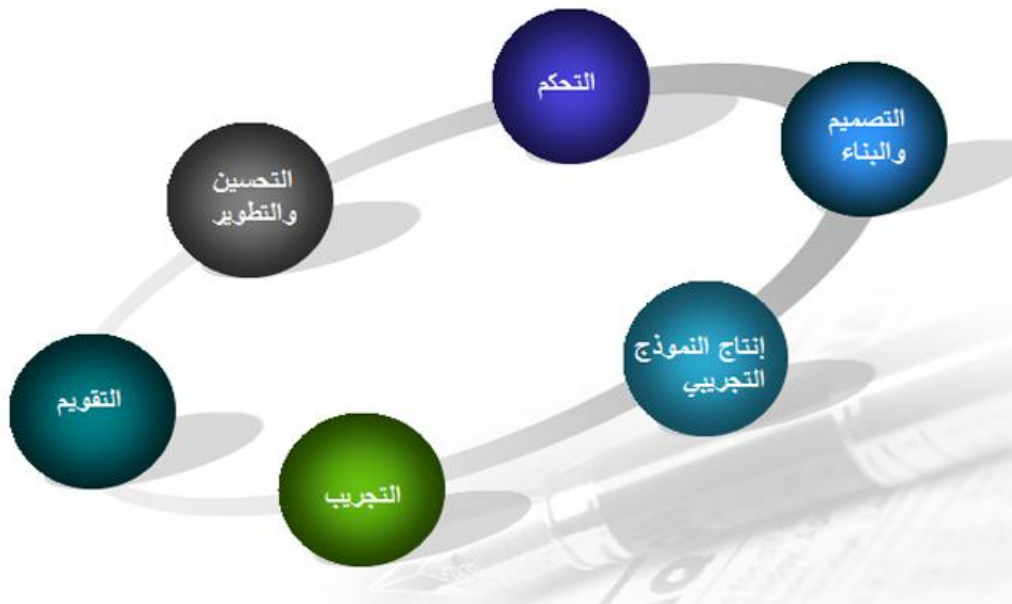 التحكم
التصميم
والبناء
التحسين
والتطوير
إنتاج النموذج
التجريبي
التقويم
التجريب